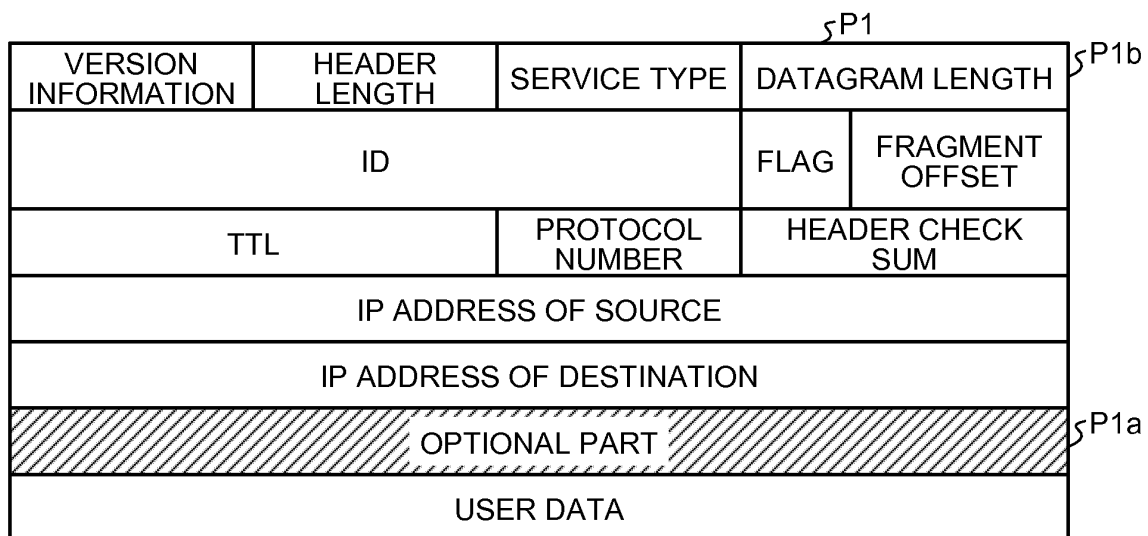 P1
VERSION
INFORMATION
HEADER
LENGTH
SERVICE TYPE
DATAGRAM LENGTH
P1b
ID
FLAG
FRAGMENT
OFFSET
TTL
PROTOCOL
NUMBER
HEADER CHECK
SUM
IP ADDRESS OF SOURCE
IP ADDRESS OF DESTINATION
OPTIONAL PART
P1a
USER DATA